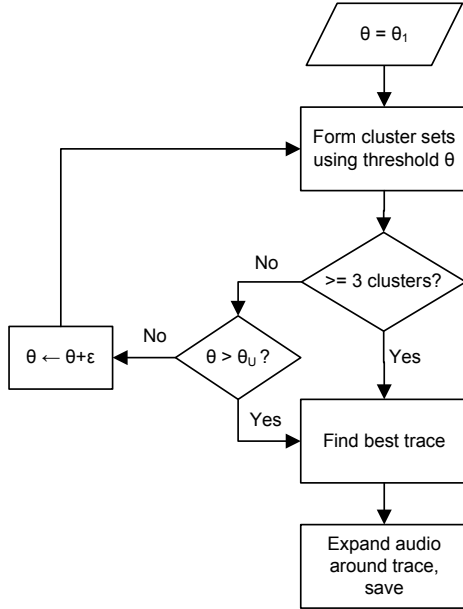 θ = θ₁
Form cluster sets
using threshold θ
No
>= 3 clusters?
No
θ ← θ+ε
θ > θ_U ?
Yes
Yes
Find best trace
Expand audio
around trace,
save